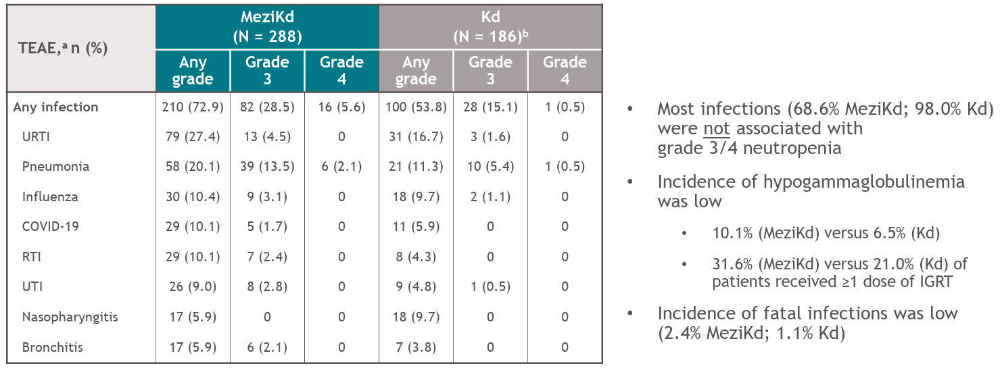 TEAE,ᵃ n (%)
MeziKd
(N = 288)
Kd
(N = 186)ᵇ
Any
grade
Grade
3
Grade
4
Any
grade
Grade
3
Grade
4
Any infection 210 (72.9) 82 (28.5) 16 (5.6) 100 (53.8) 28 (15.1) 1 (0.5)
URTI 79 (27.4) 13 (4.5) 0 31 (16.7) 3 (1.6) 0
Pneumonia 58 (20.1) 39 (13.5) 6 (2.1) 21 (11.3) 10 (5.4) 1 (0.5)
Influenza 30 (10.4) 9 (3.1) 0 18 (9.7) 2 (1.1) 0
COVID-19 29 (10.1) 5 (1.7) 0 11 (5.9) 0 0
RTI 29 (10.1) 7 (2.4) 0 8 (4.3) 0 0
UTI 26 (9.0) 8 (2.8) 0 9 (4.8) 1 (0.5) 0
Nasopharyngitis 17 (5.9) 0 0 18 (9.7) 0 0
Bronchitis 17 (5.9) 6 (2.1) 0 7 (3.8) 0 0
• Most infections (68.6% MeziKd; 98.0% Kd)
were not associated with
grade 3/4 neutropenia
• Incidence of hypogammaglobulinemia
was low
• 10.1% (MeziKd) versus 6.5% (Kd)
• 31.6% (MeziKd) versus 21.0% (Kd) of
patients received ≥1 dose of IGRT
• Incidence of fatal infections was low
(2.4% MeziKd; 1.1% Kd)